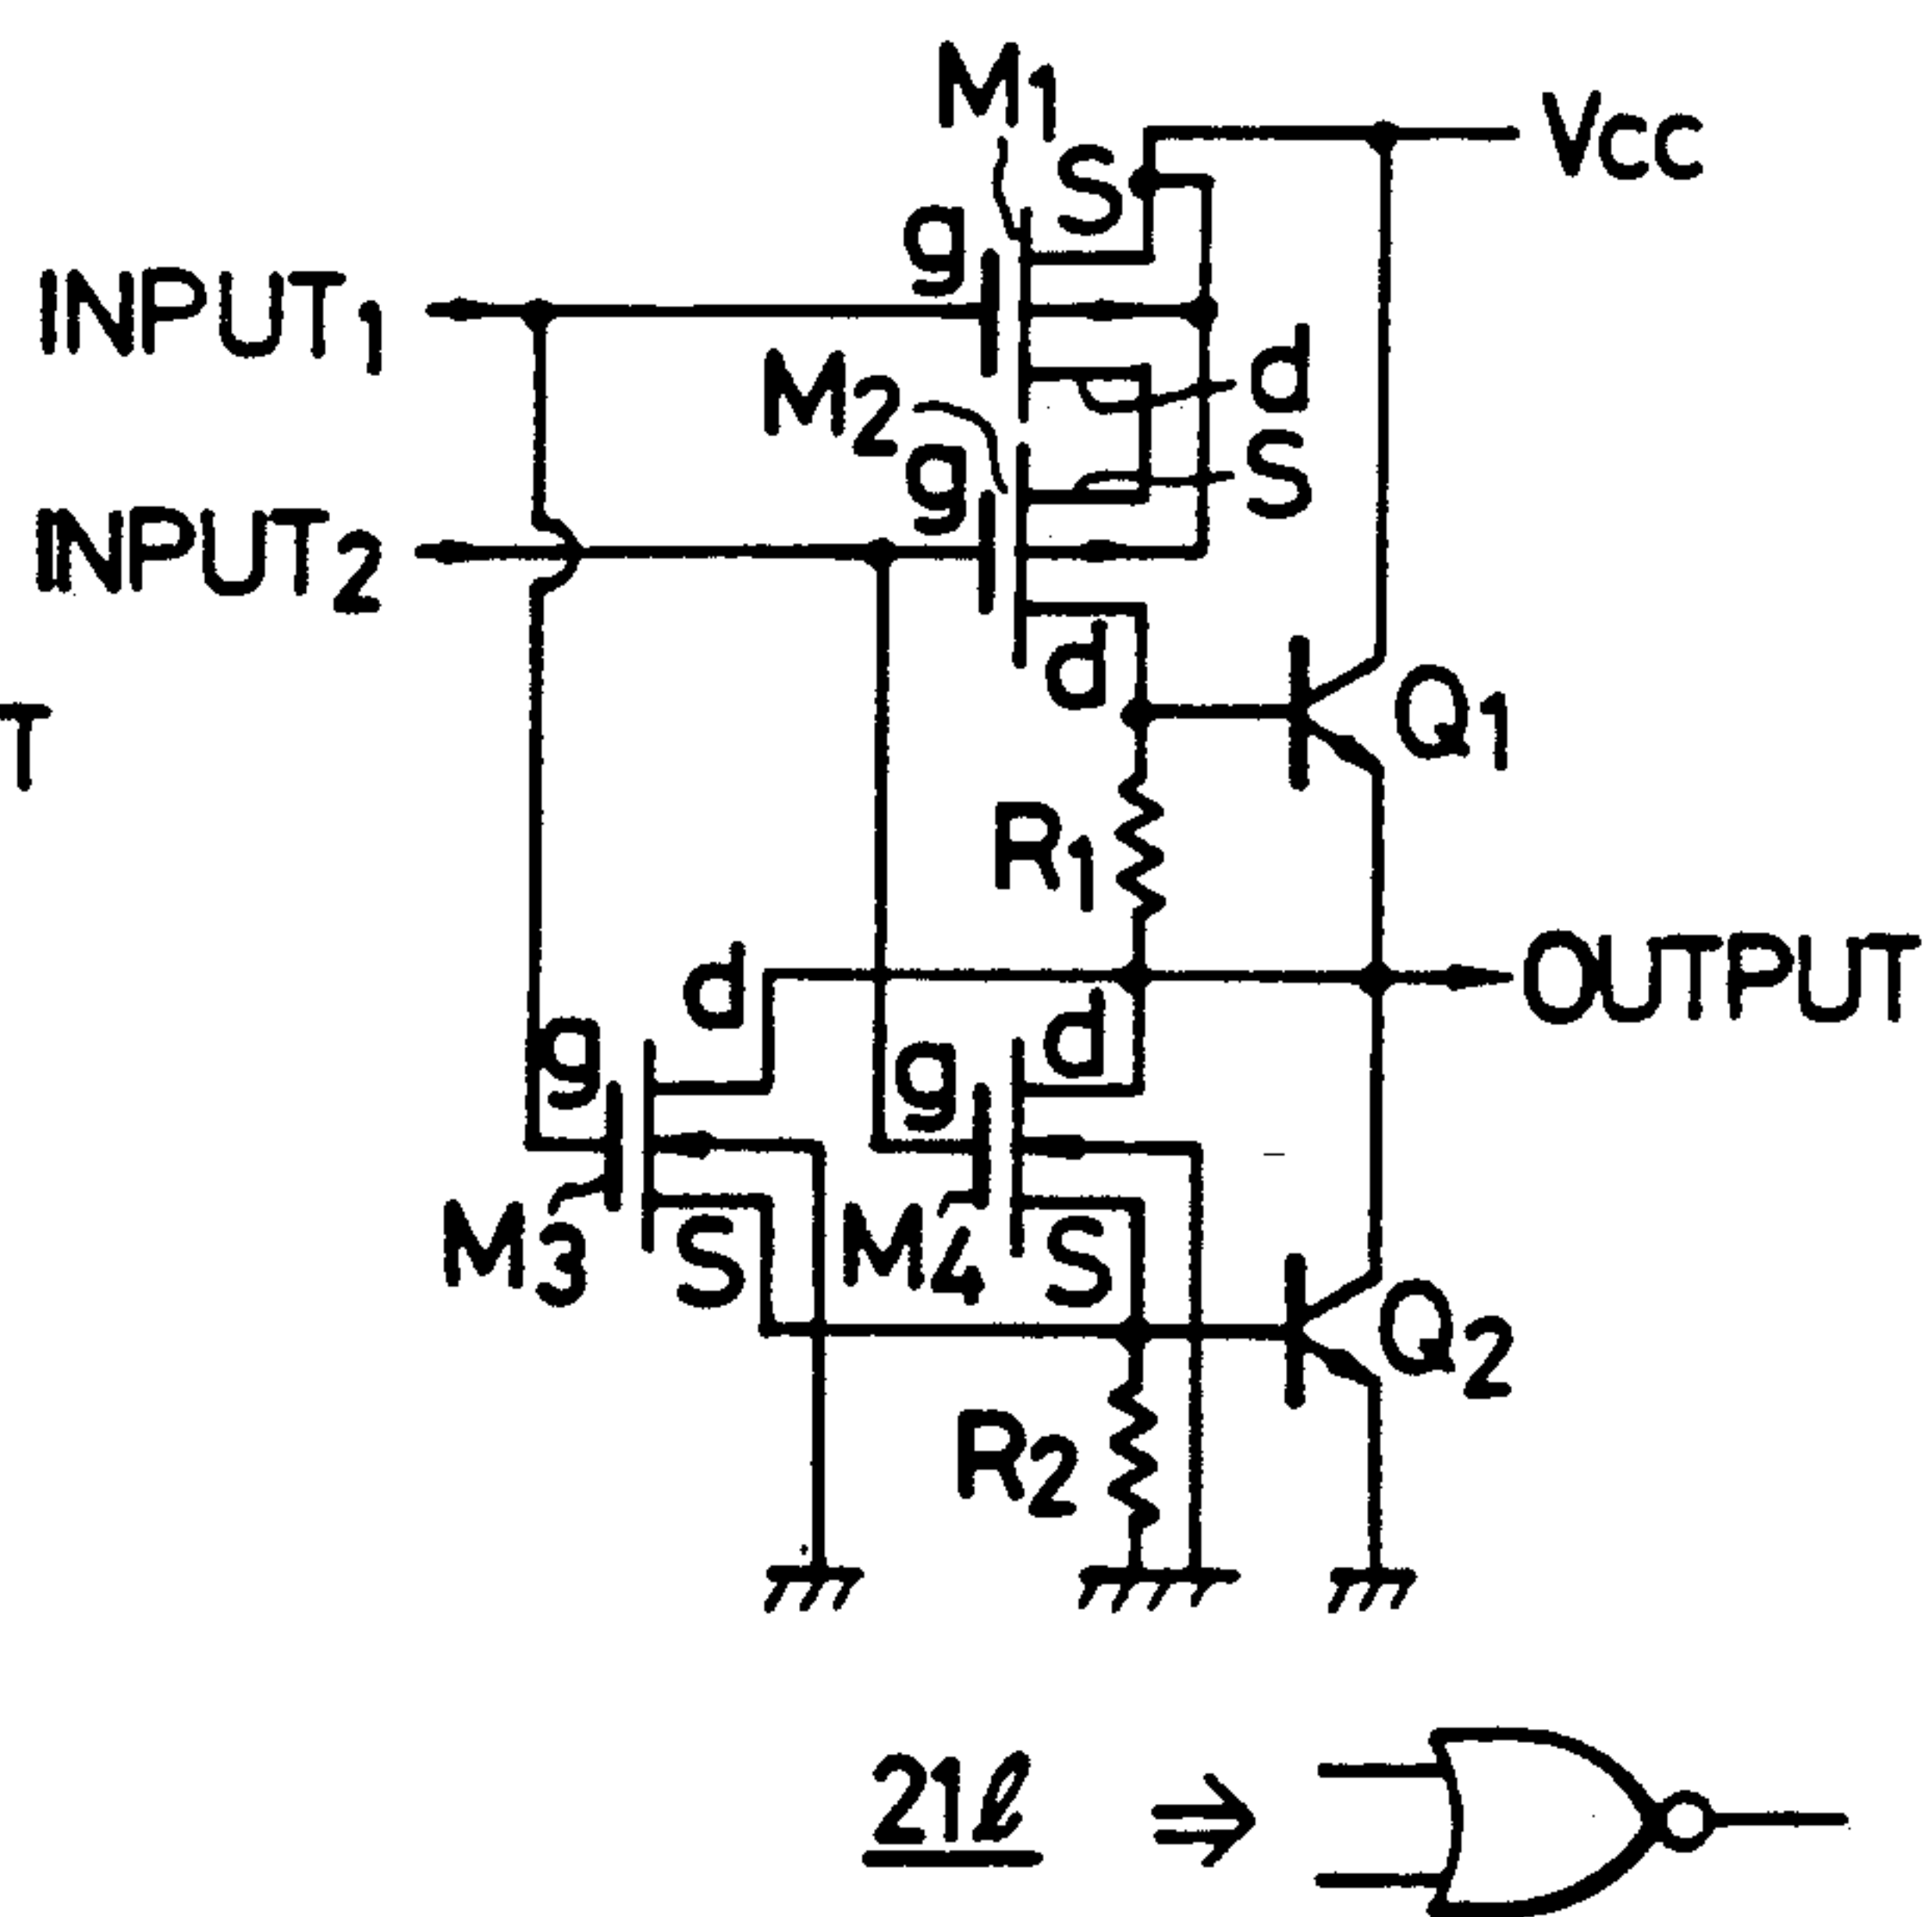 M1
VCC
S
g
INPUT1
d
M2
S
g
INPUT2
d
T
Q1
R1
d
OUTPUT
d
g
g
M3
S
M4
S
Q2
R2
21ℓ